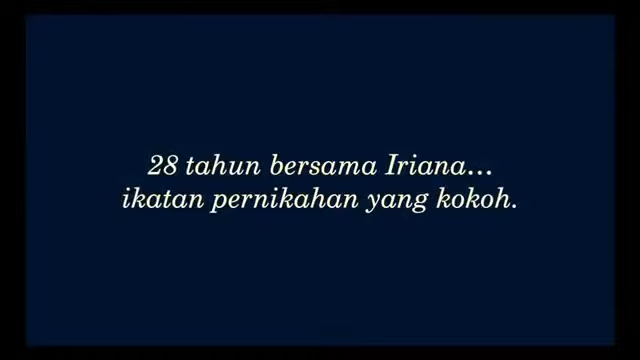 28 tahun bersama Iriana...
ikatan pernikahan yang kokoh.